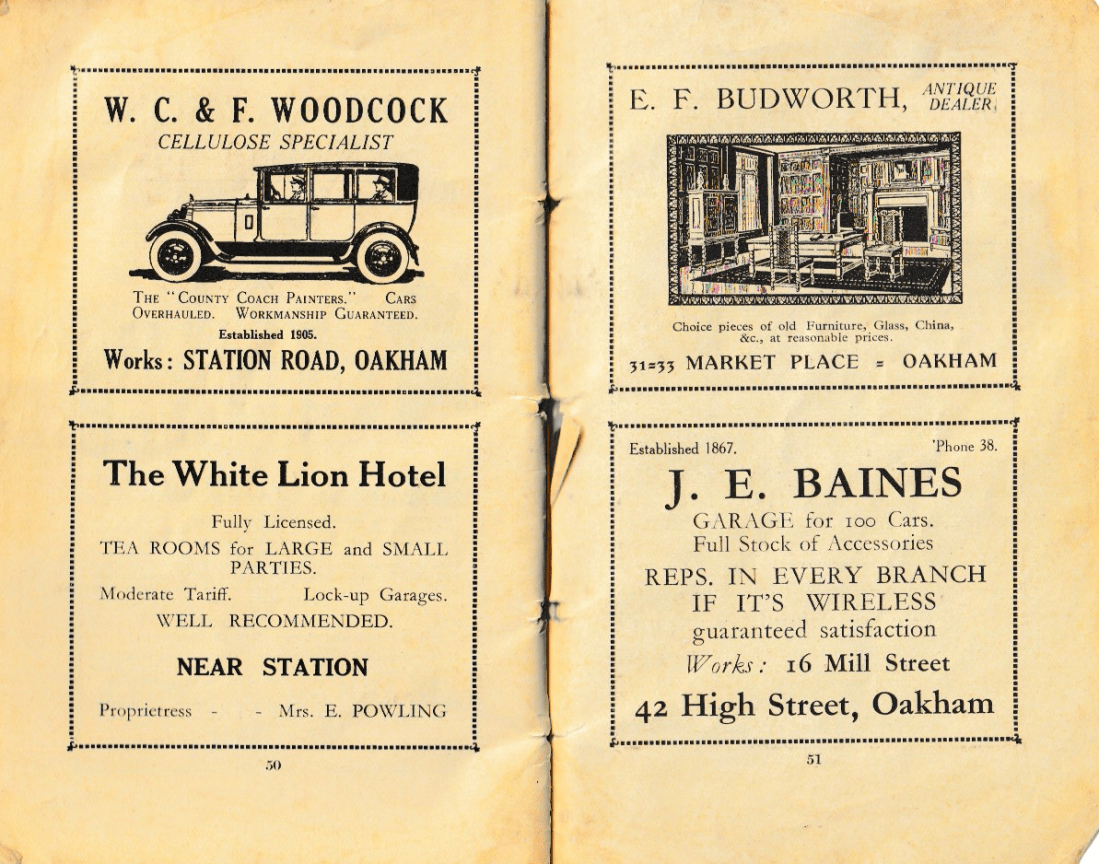 W. C. & F. WOODCOCK
CELLULOSE SPECIALIST
THE "COUNTY COACH PAINTERS." CARS
OVERHAULED. WORKMANSHIP GUARANTEED.
Established 1905.
Works: STATION ROAD, OAKHAM
The White Lion Hotel
Fully Licensed.
TEA ROOMS for LARGE and SMALL
PARTIES.
Moderate Tariff. Lock-up Garages.
WELL RECOMMENDED.
NEAR STATION
Proprietress - - Mrs. E. POWLING
50
E. F. BUDWORTH, ANTIQUE
DEALER,
Choice pieces of old Furniture, Glass, China,
&c., at reasonable prices.
31=33 MARKET PLACE = OAKHAM
Established 1867. 'Phone 38.
J. E. BAINES
GARAGE for 100 Cars.
Full Stock of Accessories
REPS. IN EVERY BRANCH
IF IT'S WIRELESS
guaranteed satisfaction
Works: 16 Mill Street
42 High Street, Oakham
51